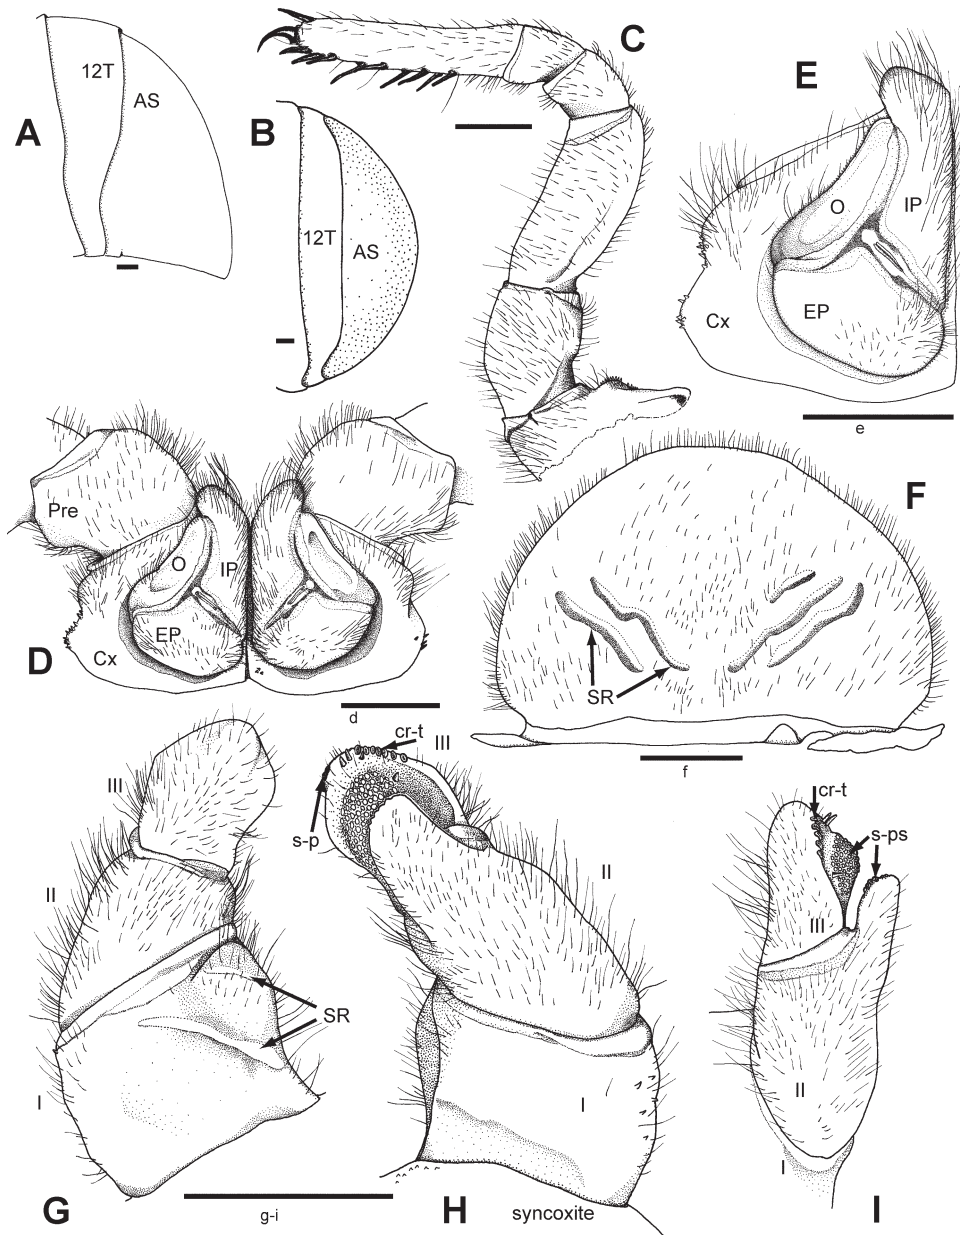 12T
AS
A
B
12T
AS
C
E
O
IP
EP
Cx
e
Pre
O
IP
EP
Cx
D
d
F
SR
f
III
II
I
SR
G
g-i
cr-t
III
s-p
II
I
H
syncoxite
cr-t
s-ps
III
II
I
I